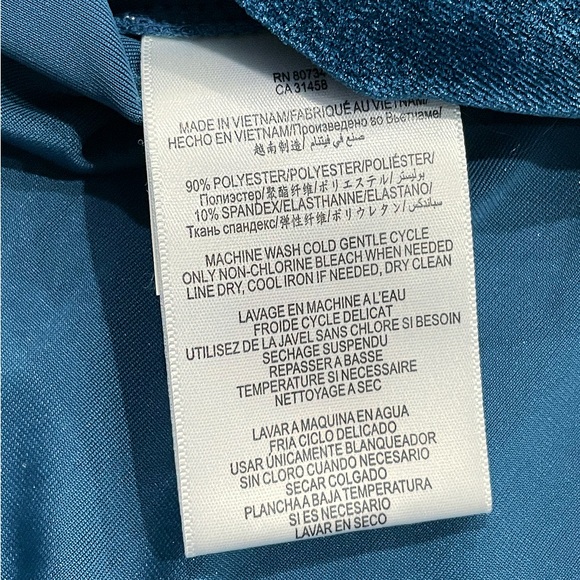 RN 80734
CA 31458
MADE IN VIETNAM/FABRIQUÉ AU VIETNAM/
HECHO EN VIETNAM/Произведено во Вьетнаме/
越南制造/ صنع في فيتنام
90% POLYESTER/POLYESTER/POLIÉSTER/
Полиэстер/聚酯纤维/ポリエステル/بوليستر
10% SPANDEX/ELASTHANNE/ELASTANO/
Ткань спандекс/弹性纤维/ポリウレタン/سباندكس
MACHINE WASH COLD GENTLE CYCLE
ONLY NON-CHLORINE BLEACH WHEN NEEDED
LINE DRY, COOL IRON IF NEEDED, DRY CLEAN
LAVAGE EN MACHINE A L'EAU
FROIDE CYCLE DELICAT
UTILISEZ DE LA JAVEL SANS CHLORE SI BESOIN
SECHAGE SUSPENDU
REPASSER A BASSE
TEMPERATURE SI NECESSAIRE
NETTOYAGE A SEC
LAVAR A MAQUINA EN AGUA
FRIA CICLO DELICADO
USAR ÚNICAMENTE BLANQUEADOR
SIN CLORO CUANDO NECESARIO
SECAR COLGADO
PLANCHA A BAJA TEMPERATURA
SI ES NECESARIO
LAVAR EN SECO